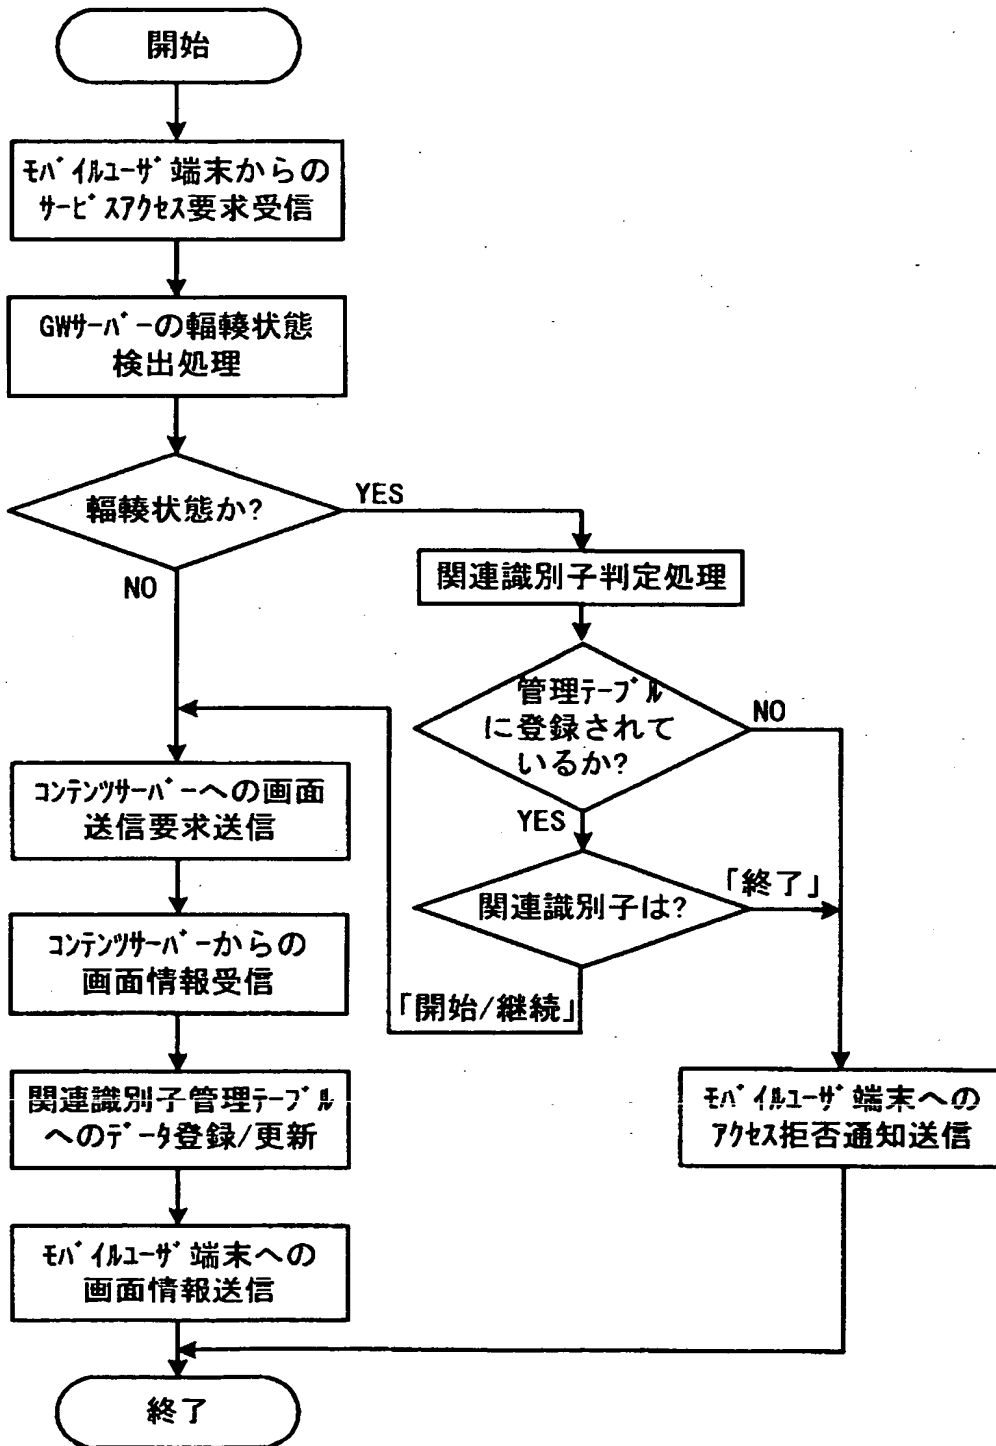 開始
モバイルユーザ端末からの
サービスアクセス要求受信
GWサーバーの輻輳状態
検出処理
輻輳状態か?
YES
NO
関連識別子判定処理
管理テーブル
に登録されて
いるか?
NO
YES
関連識別子は?
「終了」
「開始/継続」
コンテンツサーバーへの画面
送信要求送信
コンテンツサーバーからの
画面情報受信
関連識別子管理テーブル
へのデータ登録/更新
モバイルユーザ端末への
画面情報送信
モバイルユーザ端末への
アクセス拒否通知送信
終了